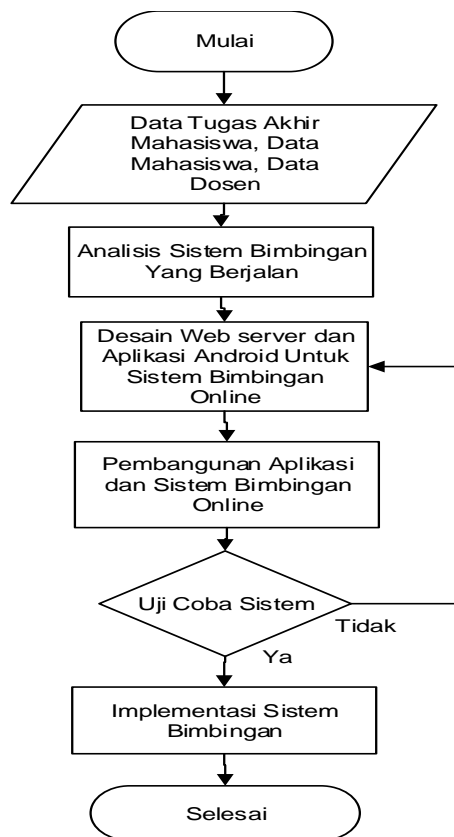 Mulai
Data Tugas Akhir
Mahasiswa, Data
Mahasiswa, Data
Dosen
Analisis Sistem Bimbingan
Yang Berjalan
Desain Web server dan
Aplikasi Android Untuk
Sistem Bimbingan
Online
Pembangunan Aplikasi
dan Sistem Bimbingan
Online
Uji Coba Sistem
Tidak
Ya
Implementasi Sistem
Bimbingan
Selesai